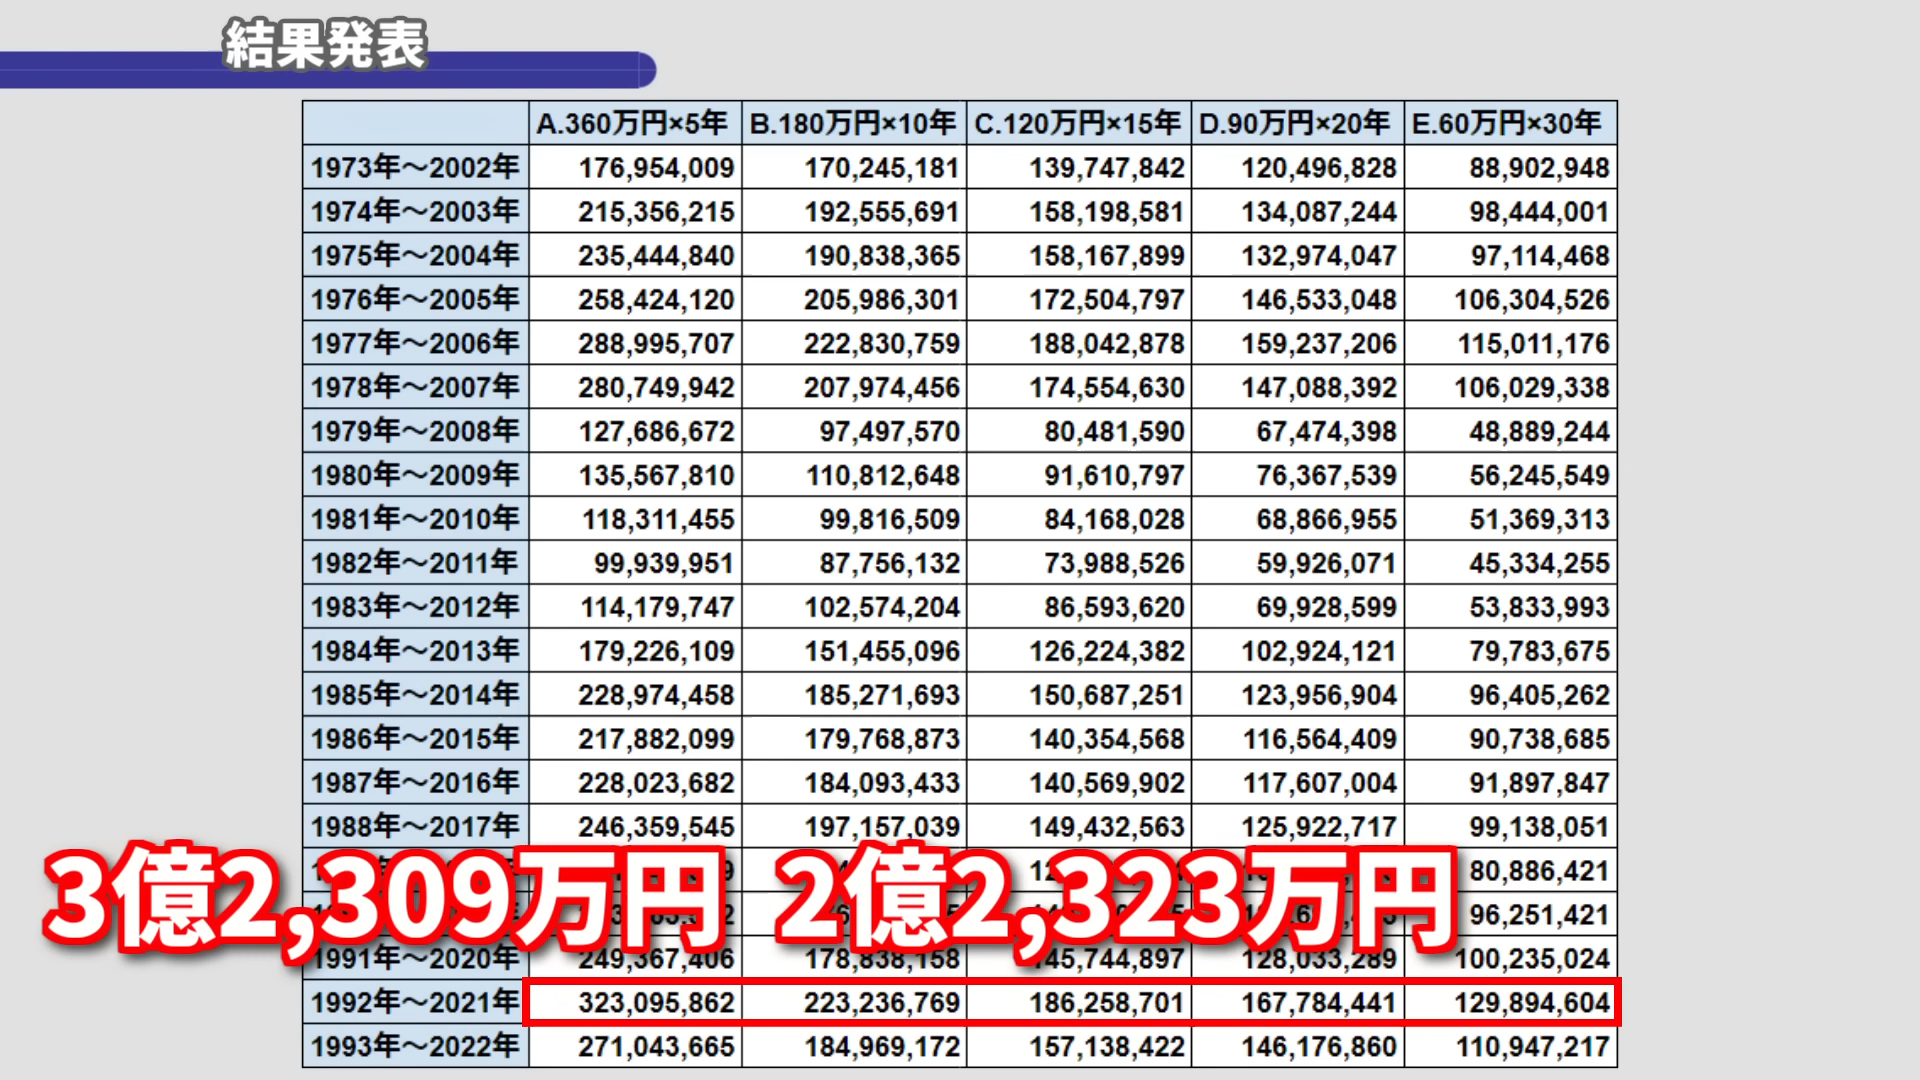 結果発表
A.360万円×5年 B.180万円×10年 C.120万円×15年 D.90万円×20年 E.60万円×30年
1973年～2002年 176,954,009 170,245,181 139,747,842 120,496,828 88,902,948
1974年～2003年 215,356,215 192,555,691 158,198,581 134,087,244 98,444,001
1975年～2004年 235,444,840 190,838,365 158,167,899 132,974,047 97,114,468
1976年～2005年 258,424,120 205,986,301 172,504,797 146,533,048 106,304,526
1977年～2006年 288,995,707 222,830,759 188,042,878 159,237,206 115,011,176
1978年～2007年 280,749,942 207,974,456 174,554,630 147,088,392 106,029,338
1979年～2008年 127,686,672 97,497,570 80,481,590 67,474,398 48,889,244
1980年～2009年 135,567,810 110,812,648 91,610,797 76,367,539 56,245,549
1981年～2010年 118,311,455 99,816,509 84,168,028 68,866,955 51,369,313
1982年～2011年 99,939,951 87,756,132 73,988,526 59,926,071 45,334,255
1983年～2012年 114,179,747 102,574,204 86,593,620 69,928,599 53,833,993
1984年～2013年 179,226,109 151,455,096 126,224,382 102,924,121 79,783,675
1985年～2014年 228,974,458 185,271,693 150,687,251 123,956,904 96,405,262
1986年～2015年 217,882,099 179,768,873 140,354,568 116,564,409 90,738,685
1987年～2016年 228,023,682 184,093,433 140,569,902 117,607,004 91,897,847
1988年～2017年 246,359,545 197,157,039 149,432,563 125,922,717 99,138,051
80,886,421
3億2,309万円 2億2,323万円
96,251,421
1991年～2020年 249,367,406 178,838,158 145,744,897 128,033,289 100,235,024
1992年～2021年 323,095,862 223,236,769 186,258,701 167,784,441 129,894,604
1993年～2022年 271,043,665 184,969,172 157,138,422 146,176,860 110,947,217